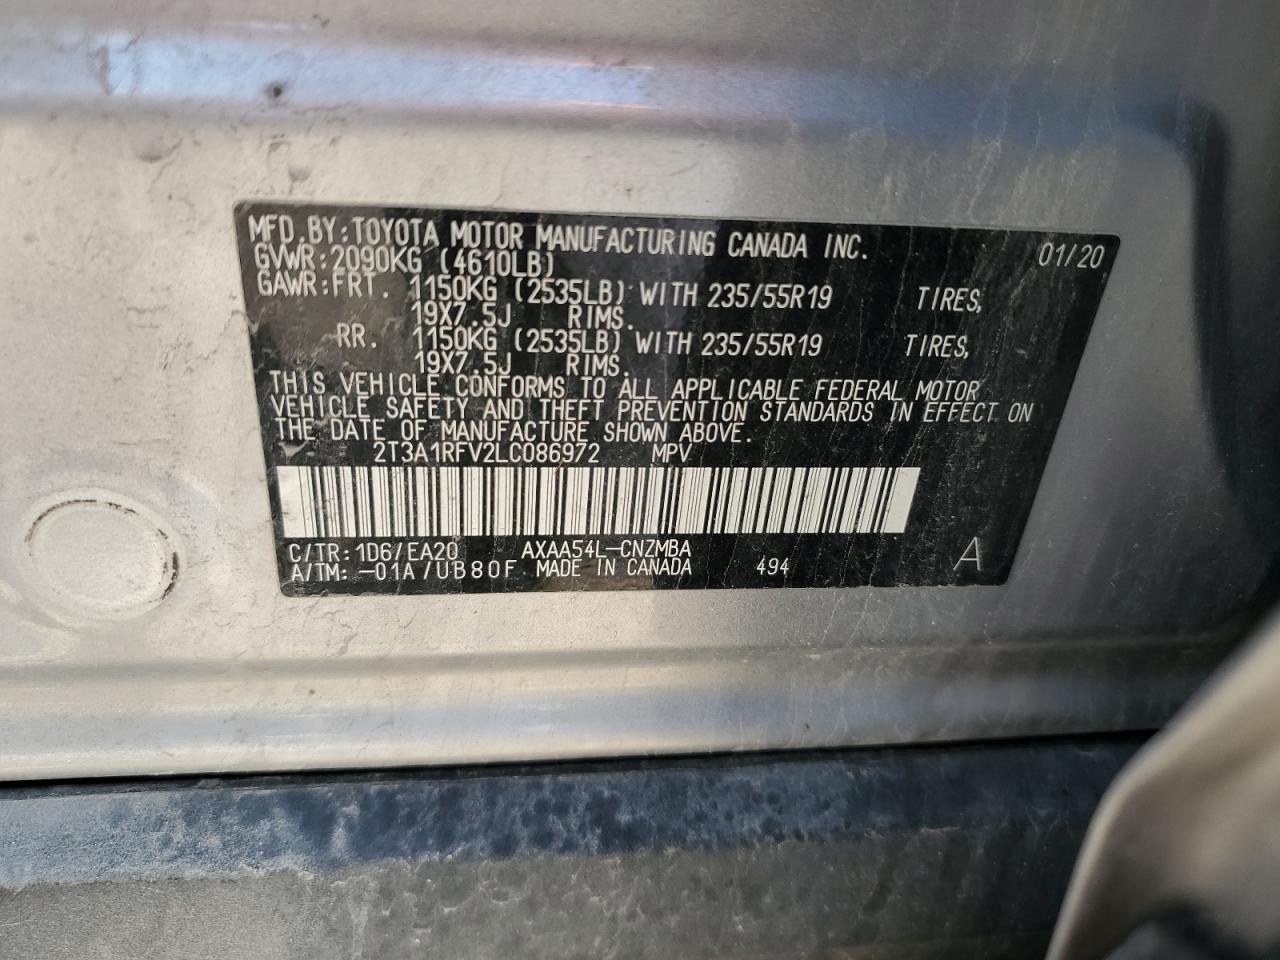 MFD.BY:TOYOTA MOTOR MANUFACTURING CANADA INC. 01/20
GVWR:2090KG (4610LB)
GAWR:FRT. 1150KG (2535LB) WITH 235/55R19 TIRES,
19X7.5J RIMS.
RR. 1150KG (2535LB) WITH 235/55R19 TIRES,
19X7.5J RIMS.
THIS VEHICLE CONFORMS TO ALL APPLICABLE FEDERAL MOTOR
VEHICLE SAFETY AND THEFT PREVENTION STANDARDS IN EFFECT ON
THE DATE OF MANUFACTURE SHOWN ABOVE.
2T3A1RFV2LC086972 MPV
C/TR:1D6/EA20 AXAA54L-CNZMBA
A/TM:-01A/UB80F MADE IN CANADA 494 A